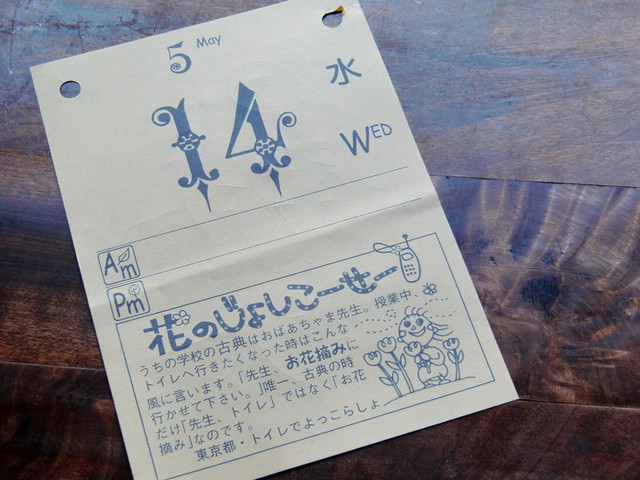 5 May
14
水
WED
Am
Pm
花のじょしこーせー
うちの学校の古典はおばあちゃま先生。授業中、
トイレへ行きたくなった時はこんな
風に言います。「先生、お花摘みに
行かせて下さい。」唯一、古典の時
だけ「先生、トイレ」ではなく「お花
摘み」なのです。
東京都・トイレでよっこらしょ